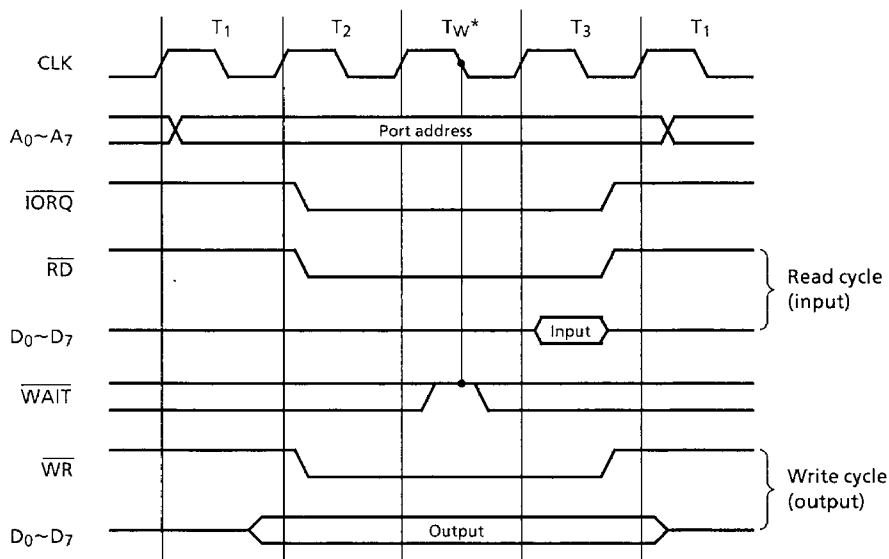 T1 T2 TW* T3 T1
CLK
A0~A7 Port address
IORQ
RD
Read cycle
(input)
D0~D7 Input
WAIT
WR
Write cycle
(output)
D0~D7 Output